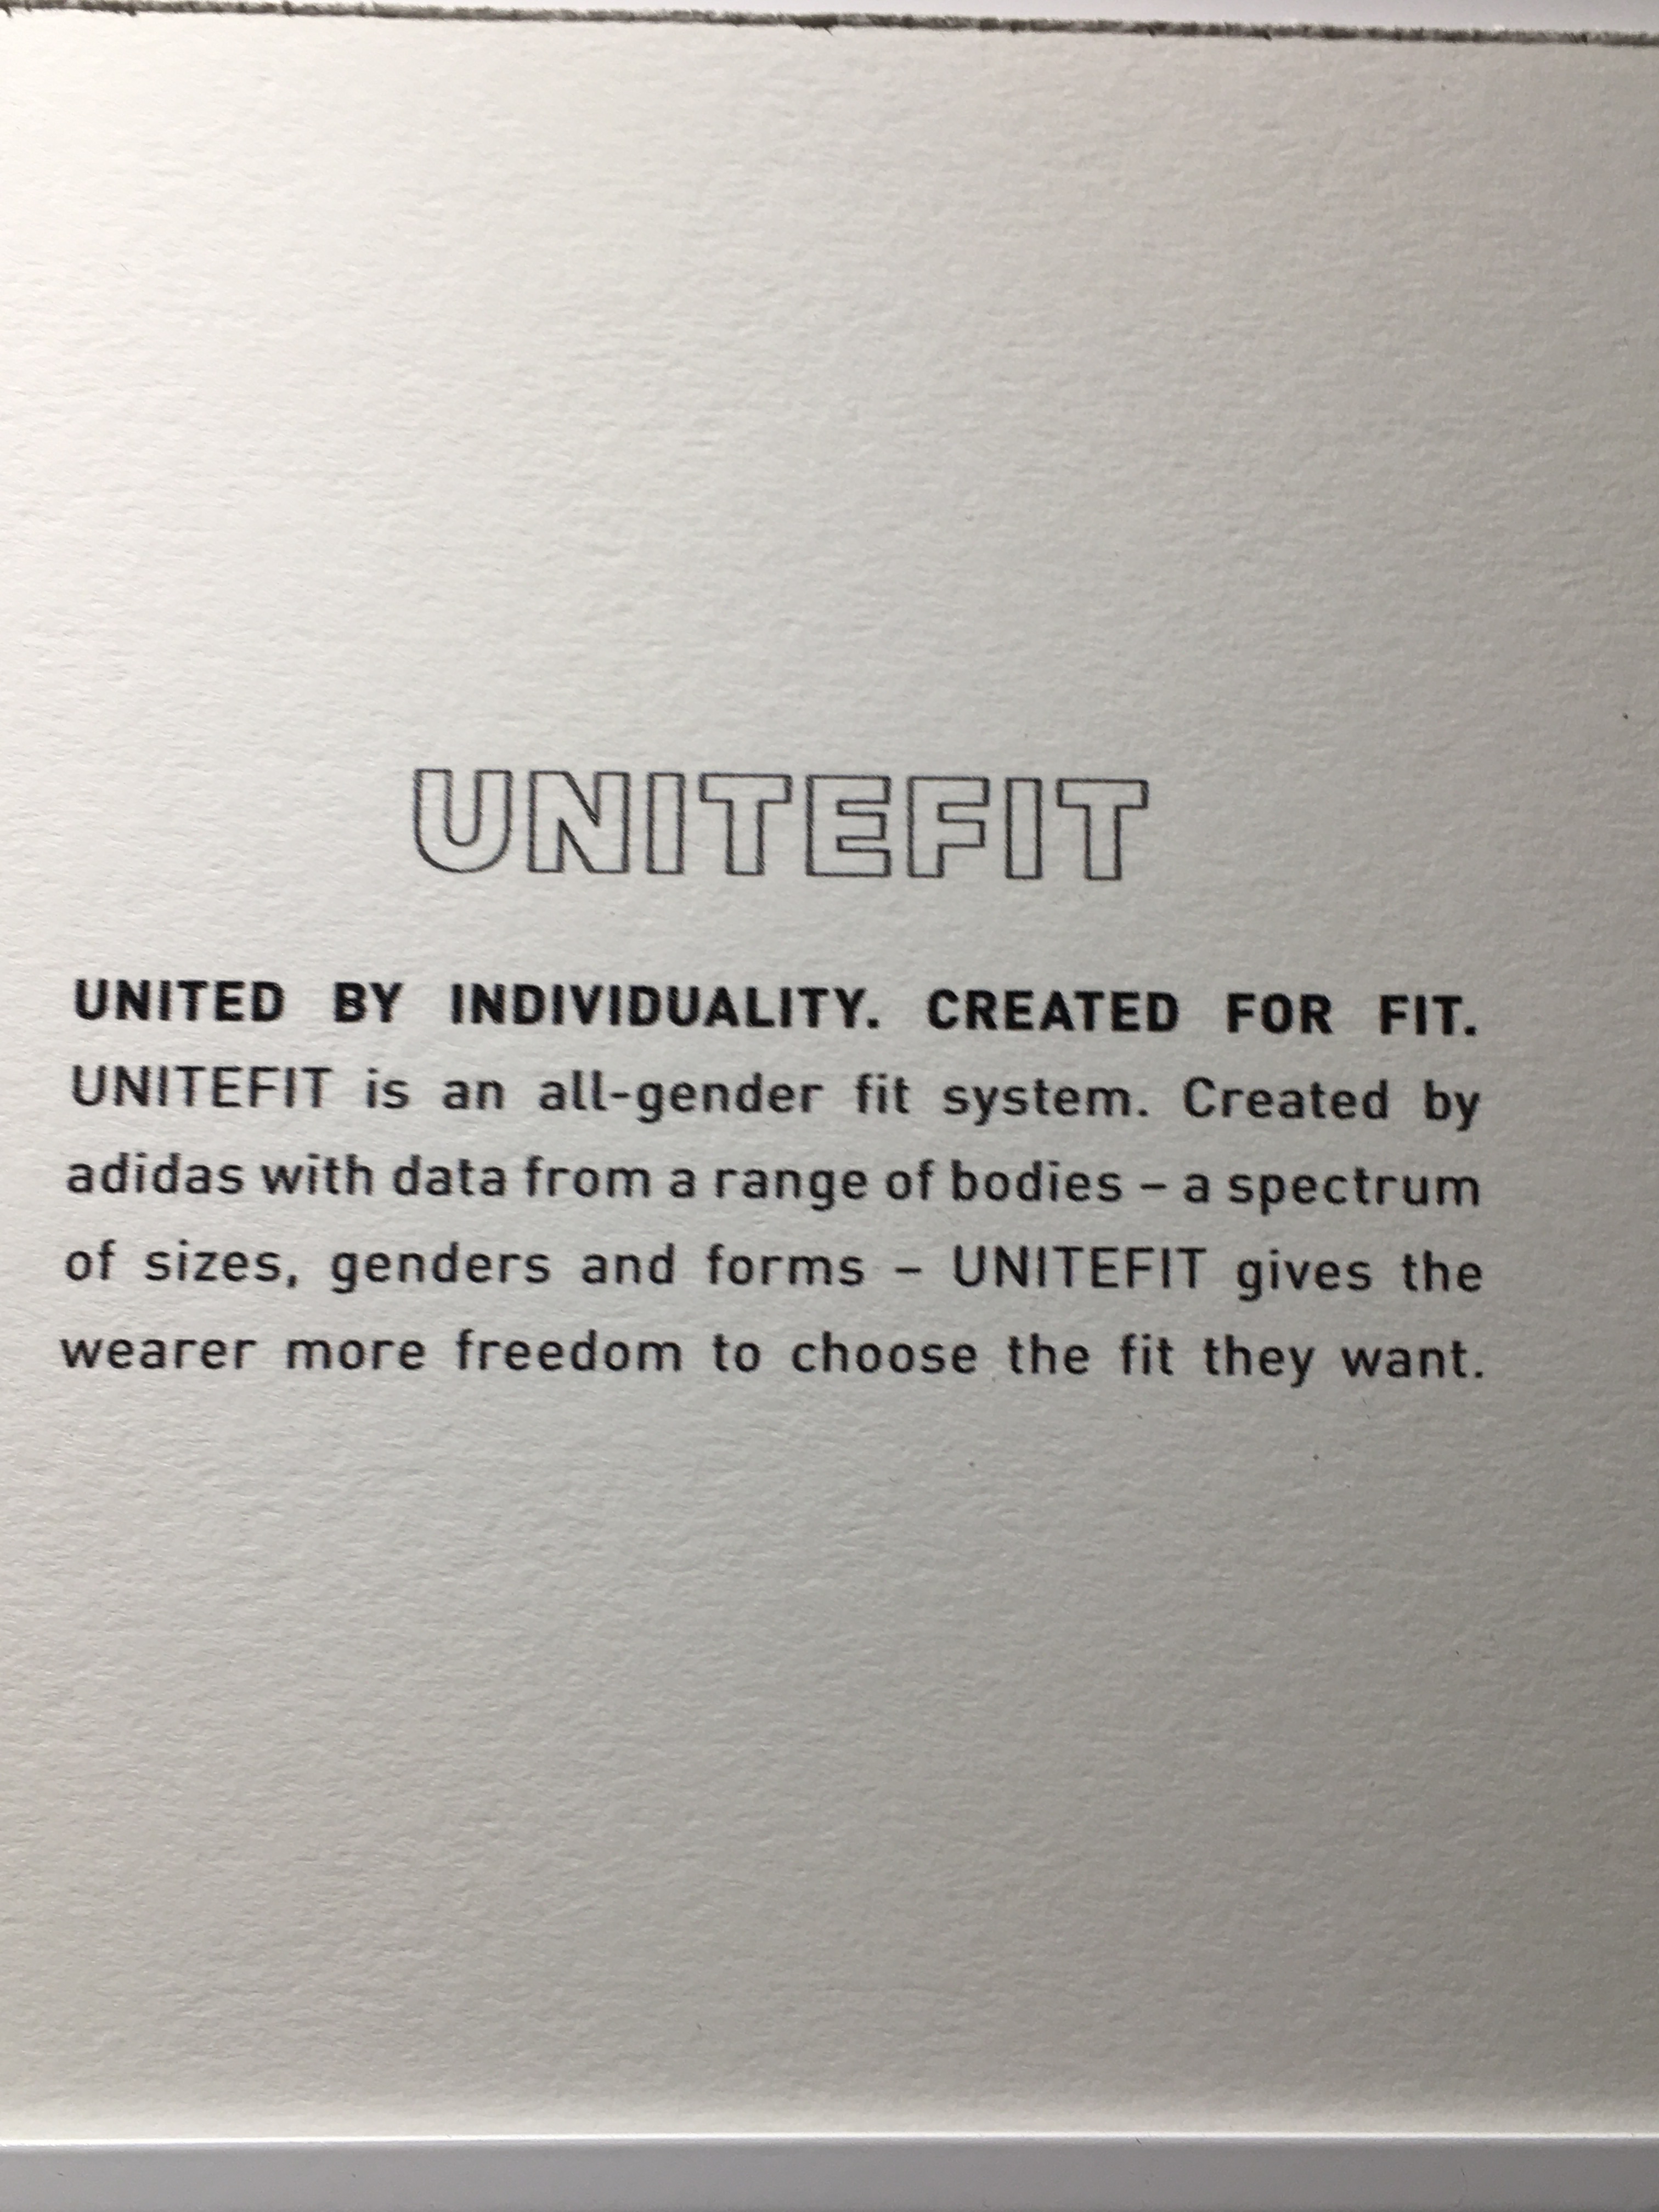 UNITEFIT
UNITED BY INDIVIDUALITY. CREATED FOR FIT.
UNITEFIT is an all-gender fit system. Created by
adidas with data from a range of bodies – a spectrum
of sizes, genders and forms – UNITEFIT gives the
wearer more freedom to choose the fit they want.